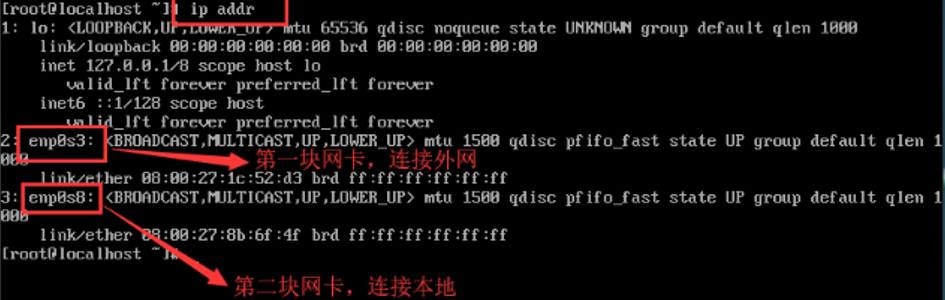 [root@localhost ~]# ip addr
1: lo: <LOOPBACK,UP,LOWER_UP> mtu 65536 qdisc noqueue state UNKNOWN group default qlen 1000
link/loopback 00:00:00:00:00:00 brd 00:00:00:00:00:00
inet 127.0.0.1/8 scope host lo
valid_lft forever preferred_lft forever
inet6 ::1/128 scope host
valid_lft forever preferred_lft forever
2: enp0s3: <BROADCAST,MULTICAST,UP,LOWER_UP> mtu 1500 qdisc pfifo_fast state UP group default qlen 1
000
第一块网卡，连接外网
link/ether 08:00:27:1c:52:d3 brd ff:ff:ff:ff:ff:ff
3: enp0s8: <BROADCAST,MULTICAST,UP,LOWER_UP> mtu 1500 qdisc pfifo_fast state UP group default qlen 1
000
link/ether 08:00:27:8b:6f:4f brd ff:ff:ff:ff:ff:ff
[root@localhost ~]#
第二块网卡，连接本地